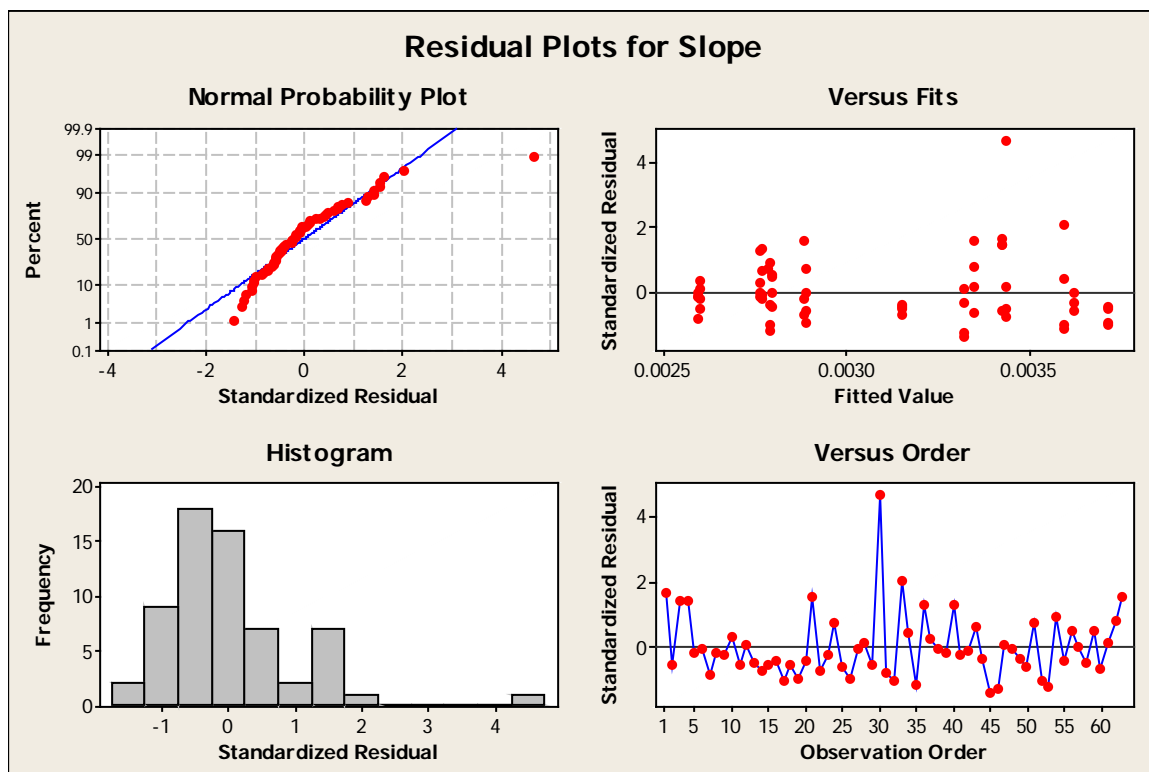 Residual Plots for Slope
Normal Probability Plot
Percent
99.9
99
90
50
10
1
0.1
-4 -2 0 2 4
Standardized Residual
Versus Fits
Standardized Residual
4
2
0
0.0025 0.0030 0.0035
Fitted Value
Histogram
Frequency
20
15
10
5
0
-1 0 1 2 3 4
Standardized Residual
Versus Order
Standardized Residual
4
2
0
1 5 10 15 20 25 30 35 40 45 50 55 60
Observation Order